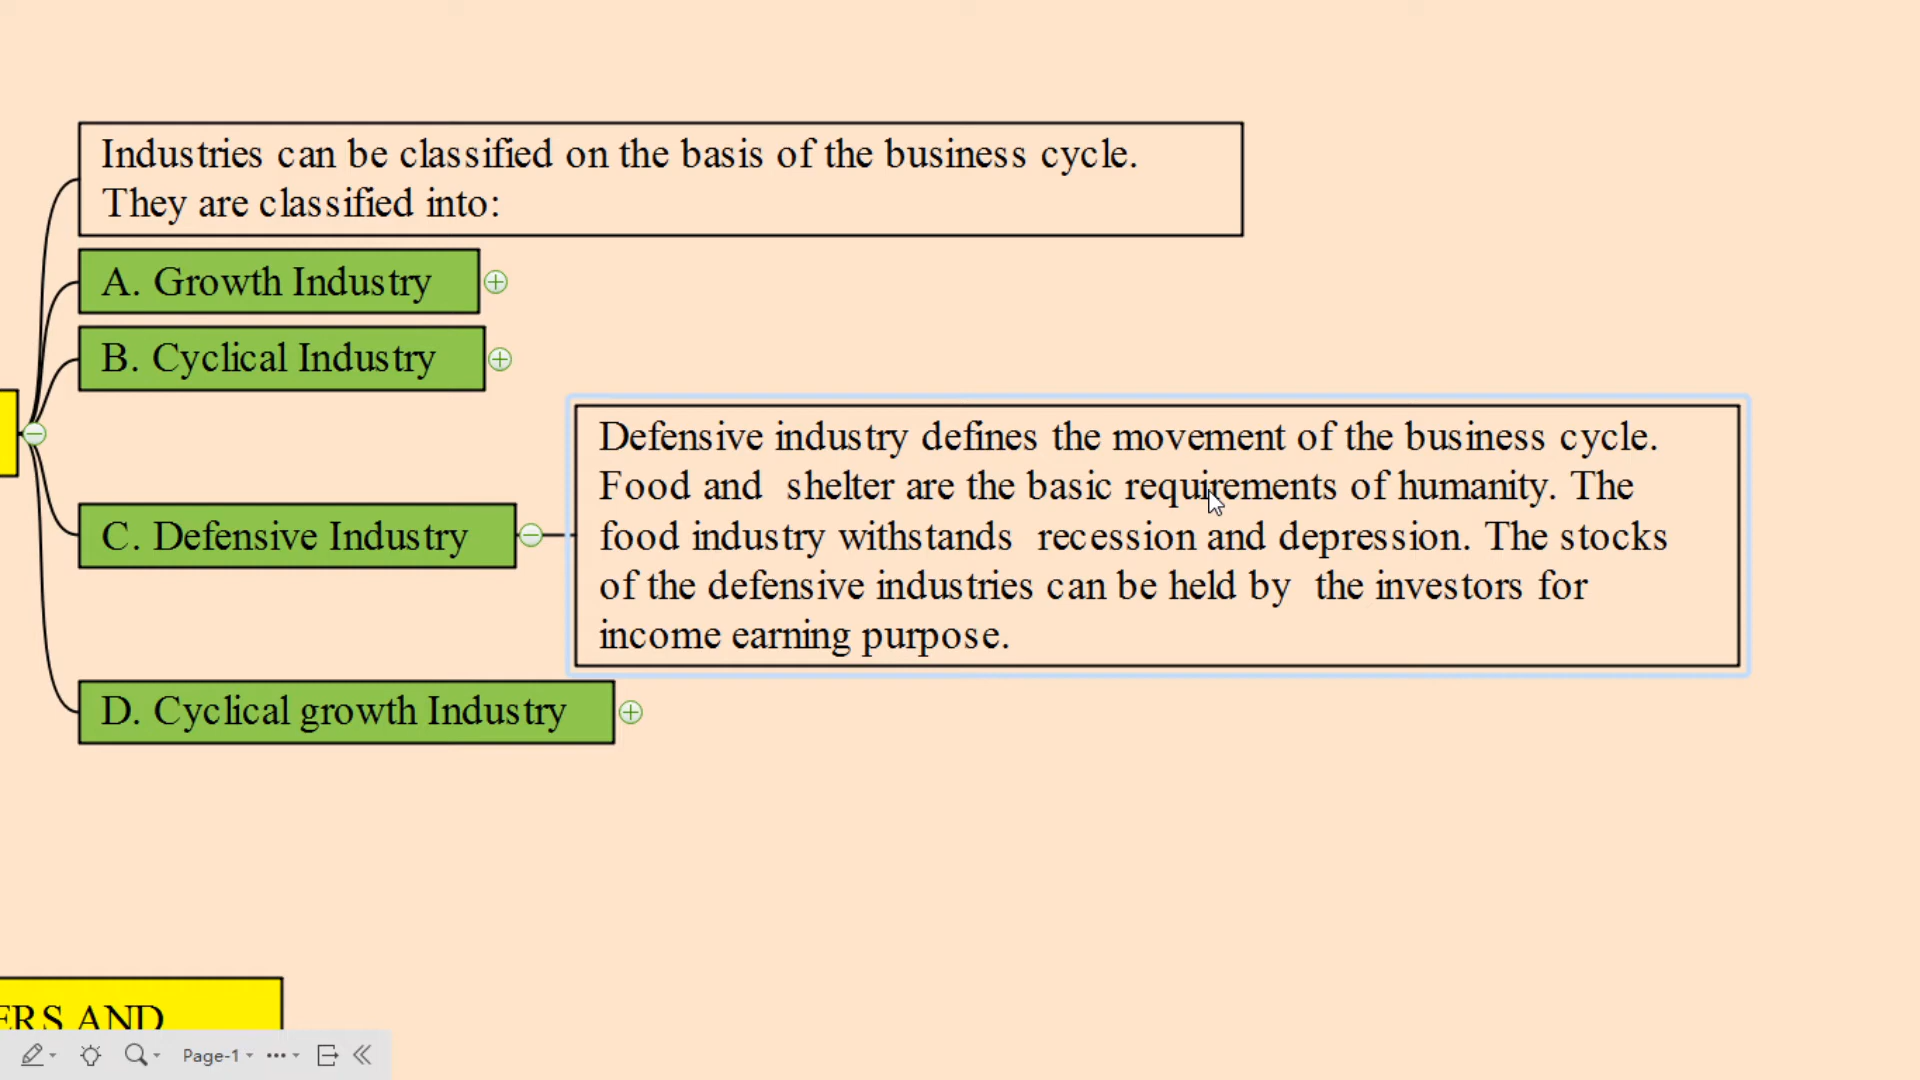 Industries can be classified on the basis of the business cycle.
They are classified into:
A. Growth Industry
B. Cyclical Industry
Defensive industry defines the movement of the business cycle.
Food and shelter are the basic requirements of humanity. The
food industry withstands recession and depression. The stocks
of the defensive industries can be held by the investors for
income earning purpose.
C. Defensive Industry
D. Cyclical growth Industry
ERS AND
Page-1